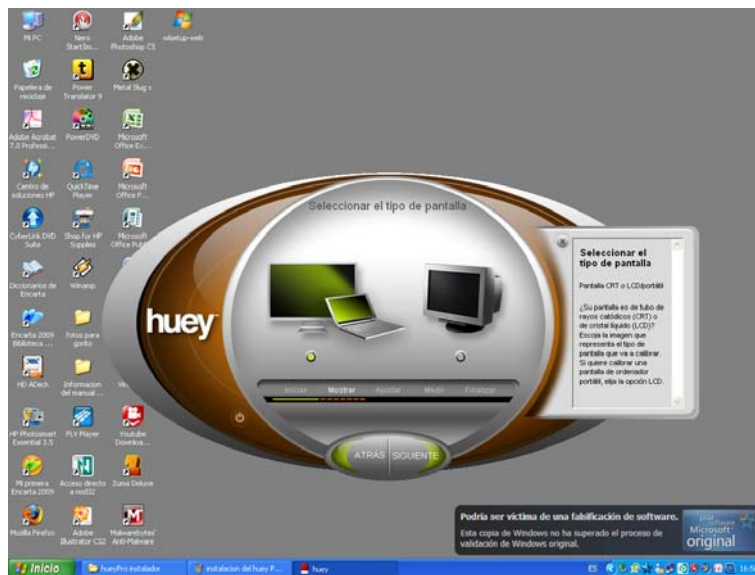 Mi PC
Nero
StartSm...
Adobe
Photoshop CS
wlsetup-web
Papelera de
reciclaje
Power
Translator 9
Metal Slug x
Adobe Acrobat
7.0 Professi...
PowerDVD
Microsoft
Office Ex...
Centro de
soluciones HP
QuickTime
Player
Microsoft
Office P...
CyberLink DVD
Suite
Shop for HP
Supplies
Microsoft
Office Publ
Diccionarios de
Encarta
Winamp
Encarta 2009
Biblioteca ...
fotos para
HD ADeck
Informacion
del manual ...
HP Photosmart
Essential 3.5
FLV Player
Youtube
Downloa...
Mi primera
Encarta 2009
Acceso directo
a nod32
Zuma Deluxe
Mozilla Firefox
Adobe
Illustrator CS2
Malwarebytes'
Anti-Malware
Seleccionar el tipo de pantalla
huey
Iniciar Mostrar Ajustar Medir Finalizar
ATRÁS SIGUIENTE
Seleccionar el
tipo de pantalla
Pantalla CRT o LCD/portátil
¿Su pantalla es de tubo de
rayos catódicos (CRT) o
de cristal líquido (LCD)?
Escoja la imagen que
representa el tipo de
pantalla que va a calibrar.
Si quiere calibrar una
pantalla de ordenador
portátil, elija la opción LCD.
Podría ser víctima de una falsificación de software.
Esta copia de Windows no ha superado el proceso de
validación de Windows original.
software
Microsoft
original
Inicio
hueyPro instalador
instalacion del huey P...
huey
ES